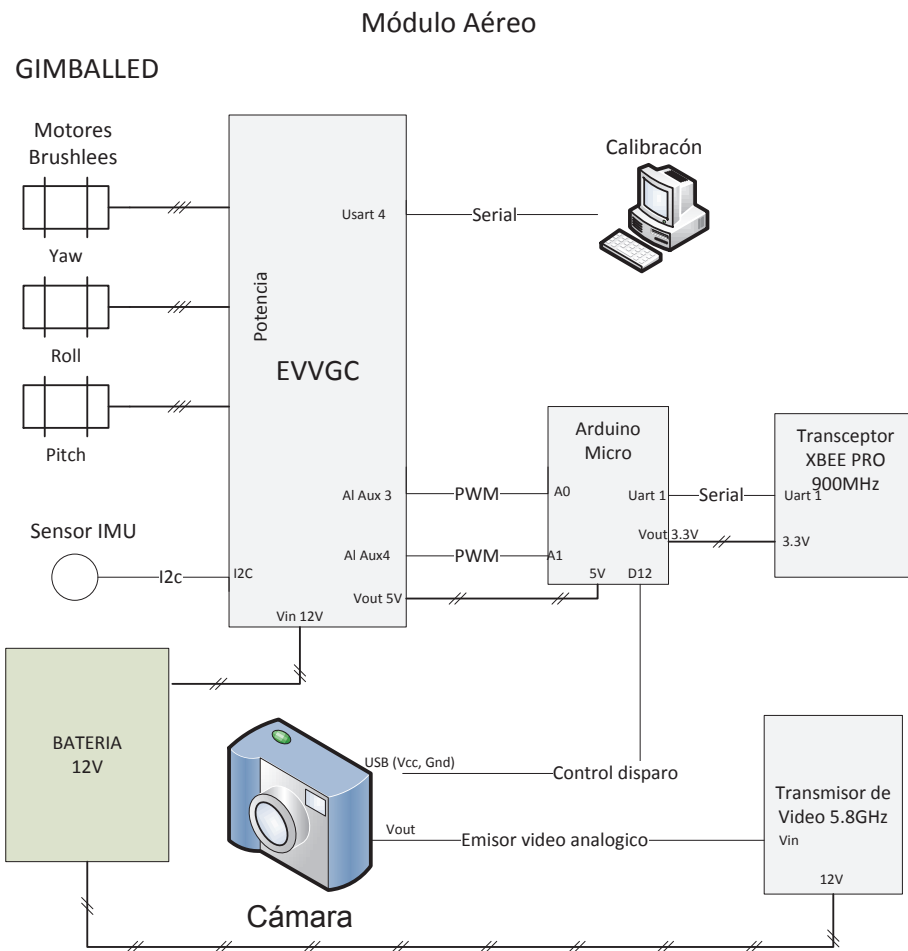 Módulo Aéreo
GIMBALLED
Motores
Brushlees
Yaw
Roll
Pitch
Sensor IMU
I2c
I2C
Potencia
EVVGC
Usart 4
Serial
Calibracón
Al Aux 3
PWM
A0
Al Aux4
PWM
A1
Vout 5V
Vin 12V
Arduino
Micro
Uart 1
Vout 3.3V
5V
D12
Serial
Transceptor
XBEE PRO
900MHz
Uart 1
3.3V
BATERIA
12V
USB (Vcc, Gnd)
Control disparo
Vout
Emisor video analogico
Cámara
Transmisor de
Video 5.8GHz
Vin
12V